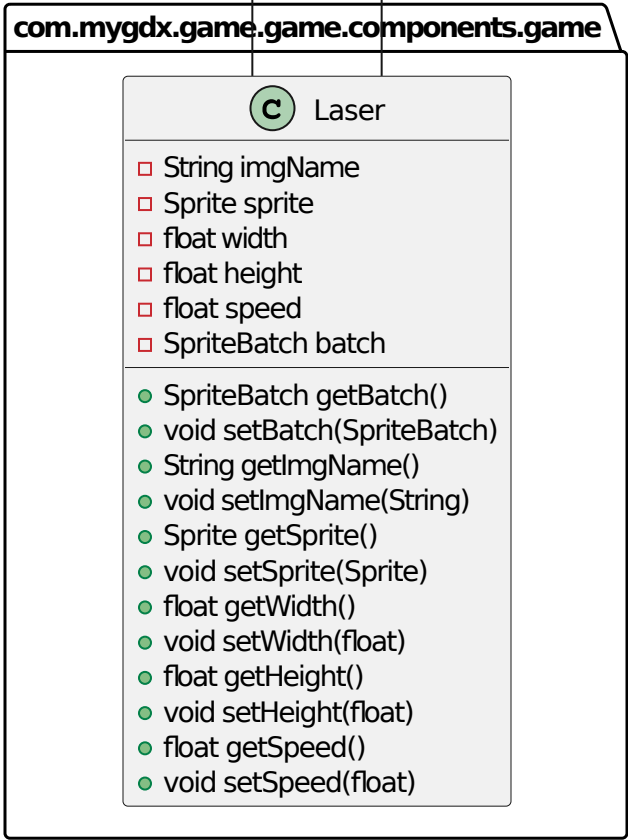 com.mygdx.game.game.components.game
C Laser
String imgName
Sprite sprite
float width
float height
float speed
SpriteBatch batch
SpriteBatch getBatch()
void setBatch(SpriteBatch)
String getImgName()
void setImgName(String)
Sprite getSprite()
void setSprite(Sprite)
float getWidth()
void setWidth(float)
float getHeight()
void setHeight(float)
float getSpeed()
void setSpeed(float)